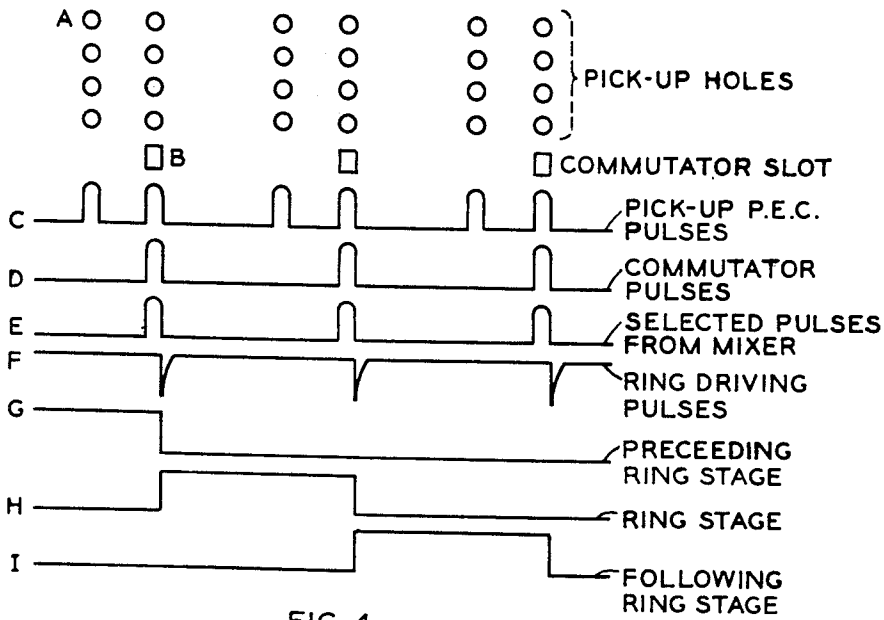 A
PICK-UP HOLES
B
COMMUTATOR SLOT
C
PICK-UP P.E.C.
PULSES
D
COMMUTATOR
PULSES
E
SELECTED PULSES
FROM MIXER
F
RING DRIVING
PULSES
G
PRECEEDING
RING STAGE
H
RING STAGE
I
FOLLOWING
RING STAGE